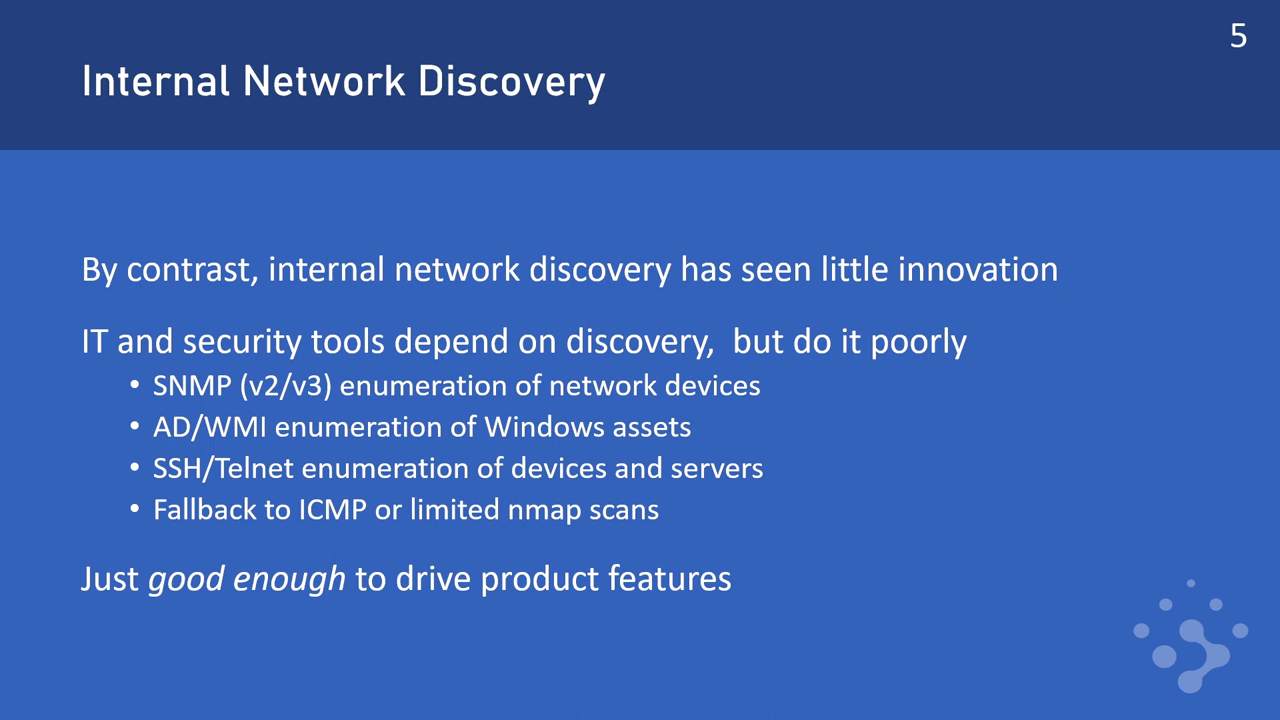 5
Internal Network Discovery
By contrast, internal network discovery has seen little innovation
IT and security tools depend on discovery,  but do it poorly
• SNMP (v2/v3) enumeration of network devices
• AD/WMI enumeration of Windows assets
• SSH/Telnet enumeration of devices and servers
• Fallback to ICMP or limited nmap scans
Just good enough to drive product features